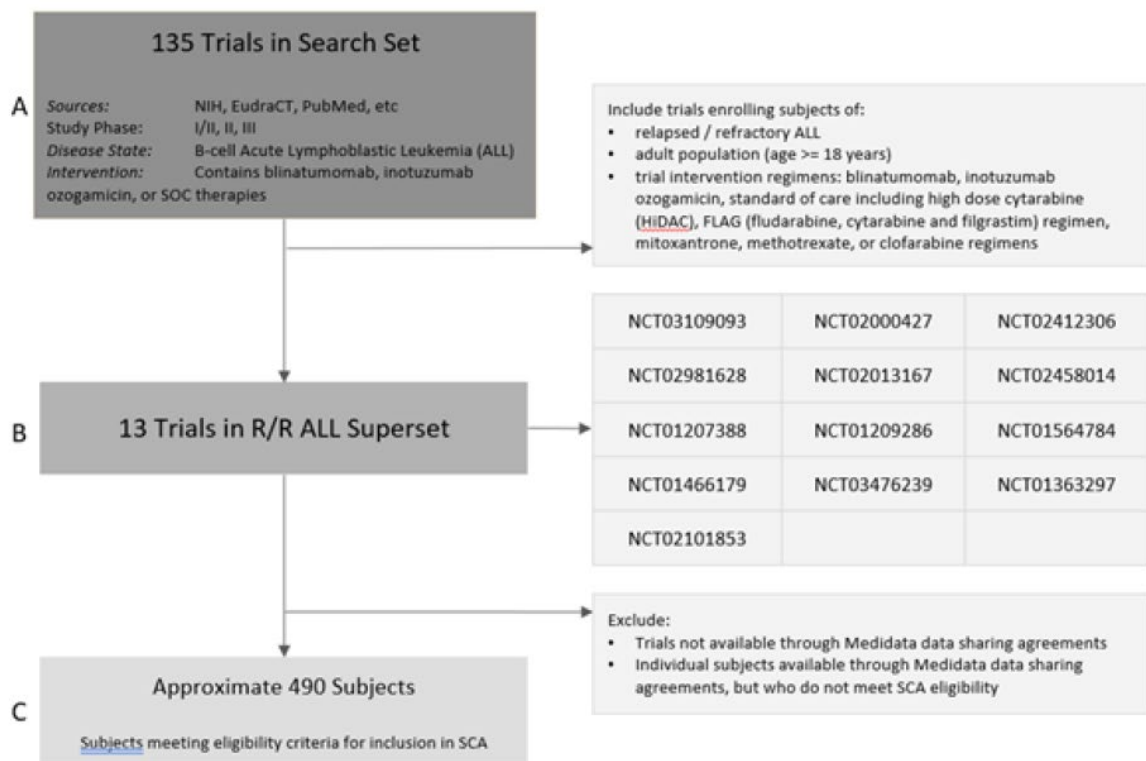 135 Trials in Search Set
A
Sources: NIH, EudraCT, PubMed, etc
Study Phase: I/II, II, III
Disease State: B-cell Acute Lymphoblastic Leukemia (ALL)
Intervention: Contains blinatumomab, inotuzumab
ozogamicin, or SOC therapies
Include trials enrolling subjects of:
• relapsed / refractory ALL
• adult population (age >= 18 years)
• trial intervention regimens: blinatumomab, inotuzumab
ozogamicin, standard of care including high dose cytarabine
(HiDAC), FLAG (fludarabine, cytarabine and filgrastim) regimen,
mitoxantrone, methotrexate, or clofarabine regimens
B
13 Trials in R/R ALL Superset
NCT03109093 NCT02000427 NCT02412306
NCT02981628 NCT02013167 NCT02458014
NCT01207388 NCT01209286 NCT01564784
NCT01466179 NCT03476239 NCT01363297
NCT02101853
Exclude:
• Trials not available through Medidata data sharing agreements
• Individual subjects available through Medidata data sharing
agreements, but who do not meet SCA eligibility
C
Approximate 490 Subjects
Subjects meeting eligibility criteria for inclusion in SCA